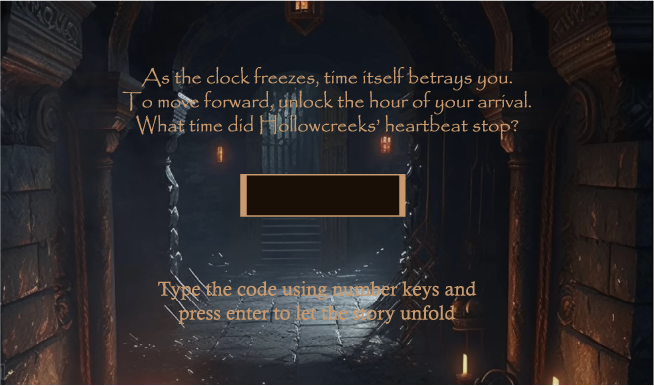 As the clock freezes, time itself betrays you.
To move forward, unlock the hour of your arrival.
What time did Hollowcreeks' heartbeat stop?
Type the code using number keys and
press enter to let the story unfold